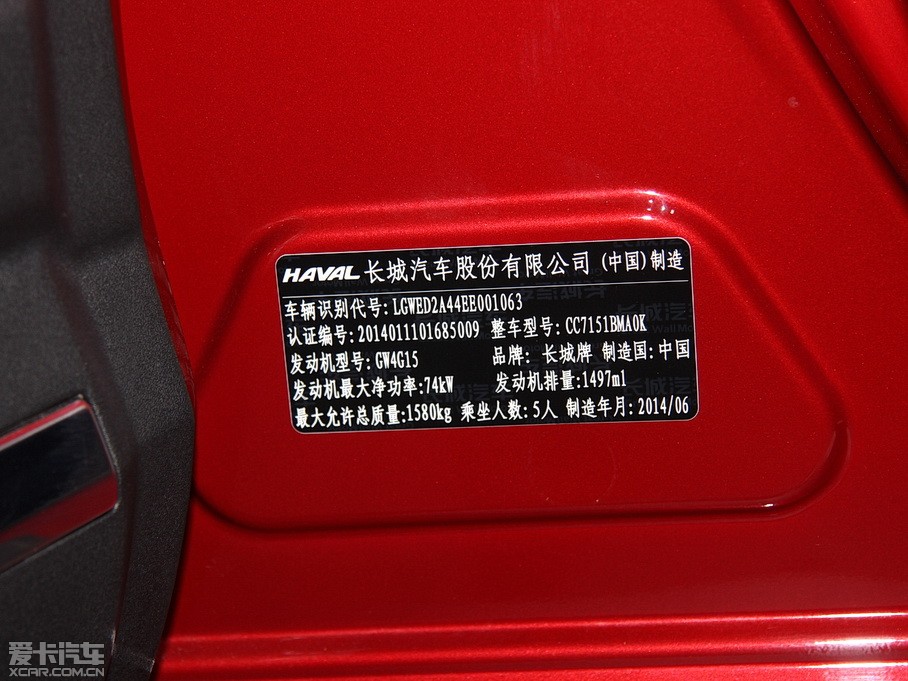 HAVAL 长城汽车股份有限公司 (中国)制造
车辆识别代号: LGWED2A44EE001063
认证编号: 2014011101685009 整车型号: CC7151BMA0K
发动机型号: GW4G15 品牌: 长城牌 制造国: 中国
发动机最大净功率:74kW 发动机排量:1497ml
最大允许总质量:1580kg 乘坐人数:5人 制造年月:2014/06
爱卡汽车
XCAR.COM.CN